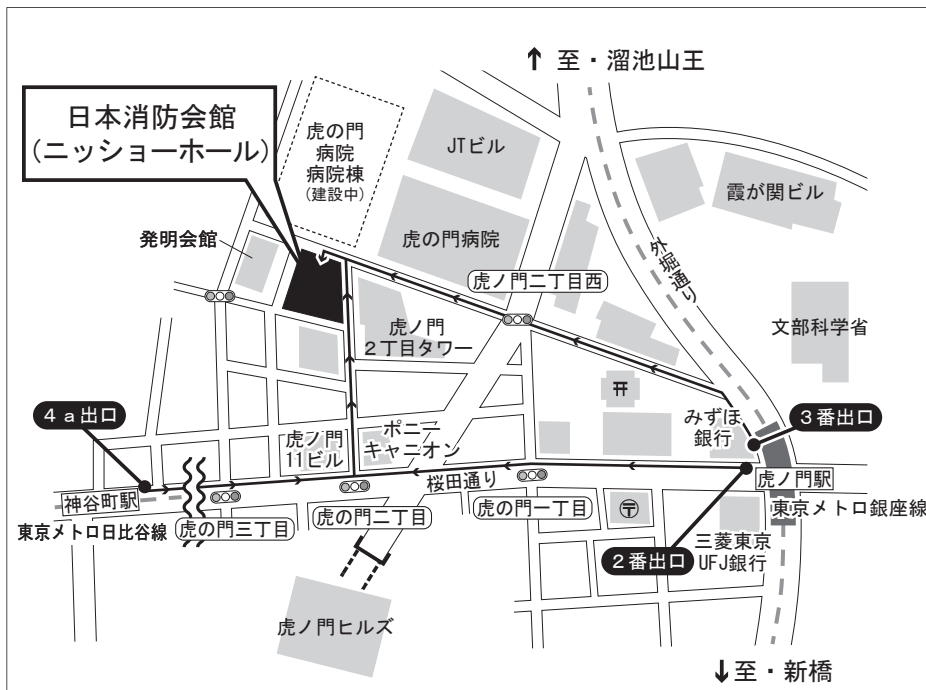 ↑ 至・溜池山王
日本消防会館
(ニッショーホール)
虎の門
病院
病院棟
(建設中)
JTビル
霞が関ビル
発明会館
虎の門病院
外堀通り
虎ノ門二丁目西
文部科学省
虎ノ門
2丁目タワー
4a出口
みずほ
銀行
3番出口
虎ノ門
11ビル
ポニー
キャニオン
桜田通り
虎ノ門駅
神谷町駅
東京メトロ日比谷線
虎の門三丁目
虎の門二丁目
虎の門一丁目
〒
東京メトロ銀座線
2番出口
三菱東京
UFJ銀行
虎ノ門ヒルズ
↓至・新橋